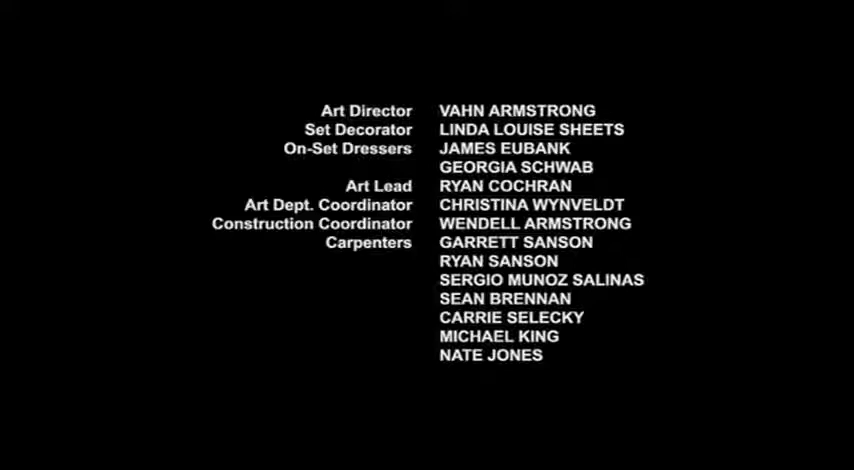 Art Director VAHN ARMSTRONG
Set Decorator LINDA LOUISE SHEETS
On-Set Dressers JAMES EUBANK
GEORGIA SCHWAB
Art Lead RYAN COCHRAN
Art Dept. Coordinator CHRISTINA WYNVELDT
Construction Coordinator WENDELL ARMSTRONG
Carpenters GARRETT SANSON
RYAN SANSON
SERGIO MUNOZ SALINAS
SEAN BRENNAN
CARRIE SELECKY
MICHAEL KING
NATE JONES